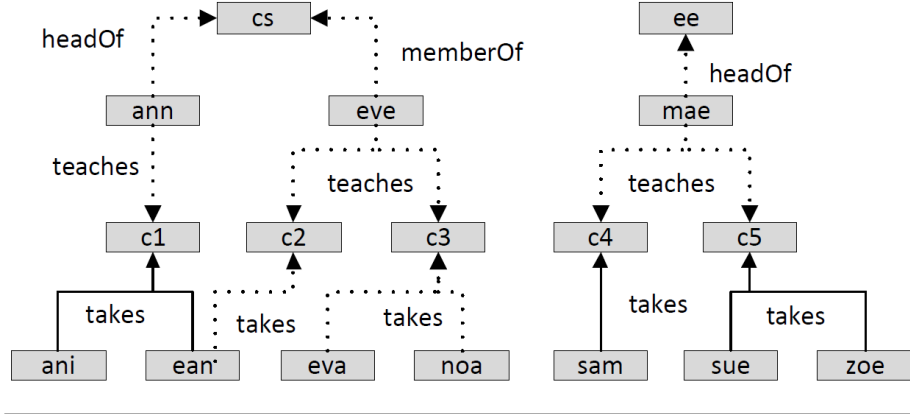 cs ee
headOf memberOf headOf
ann eve mae
teaches teaches teaches
c1 c2 c3 c4 c5
takes takes takes takes takes
ani ean eva noa sam sue zoe